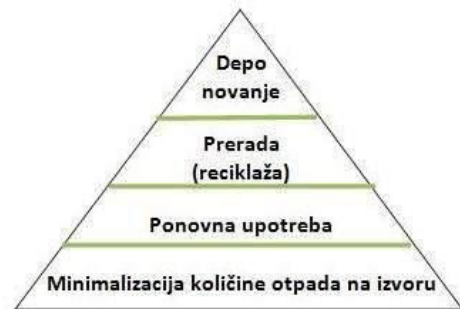 Depo
novanje
Prerada
(reciklaža)
Ponovna upotreba
Minimalizacija količine otpada na izvoru